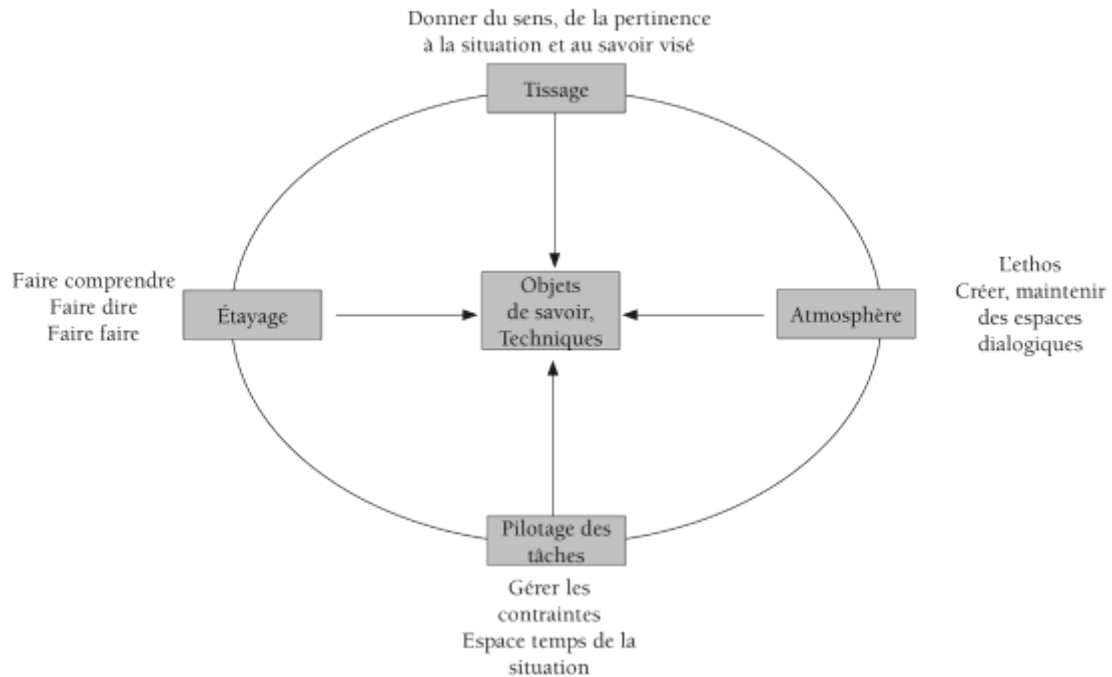 Donner du sens, de la pertinence
à la situation et au savoir visé
Tissage
Faire comprendre
Faire dire
Faire faire
Étayage
Objets
de savoir,
Techniques
Atmosphère
L'ethos
Créer, maintenir
des espaces
dialogiques
Pilotage des
tâches
Gérer les
contraintes
Espace temps de la
situation